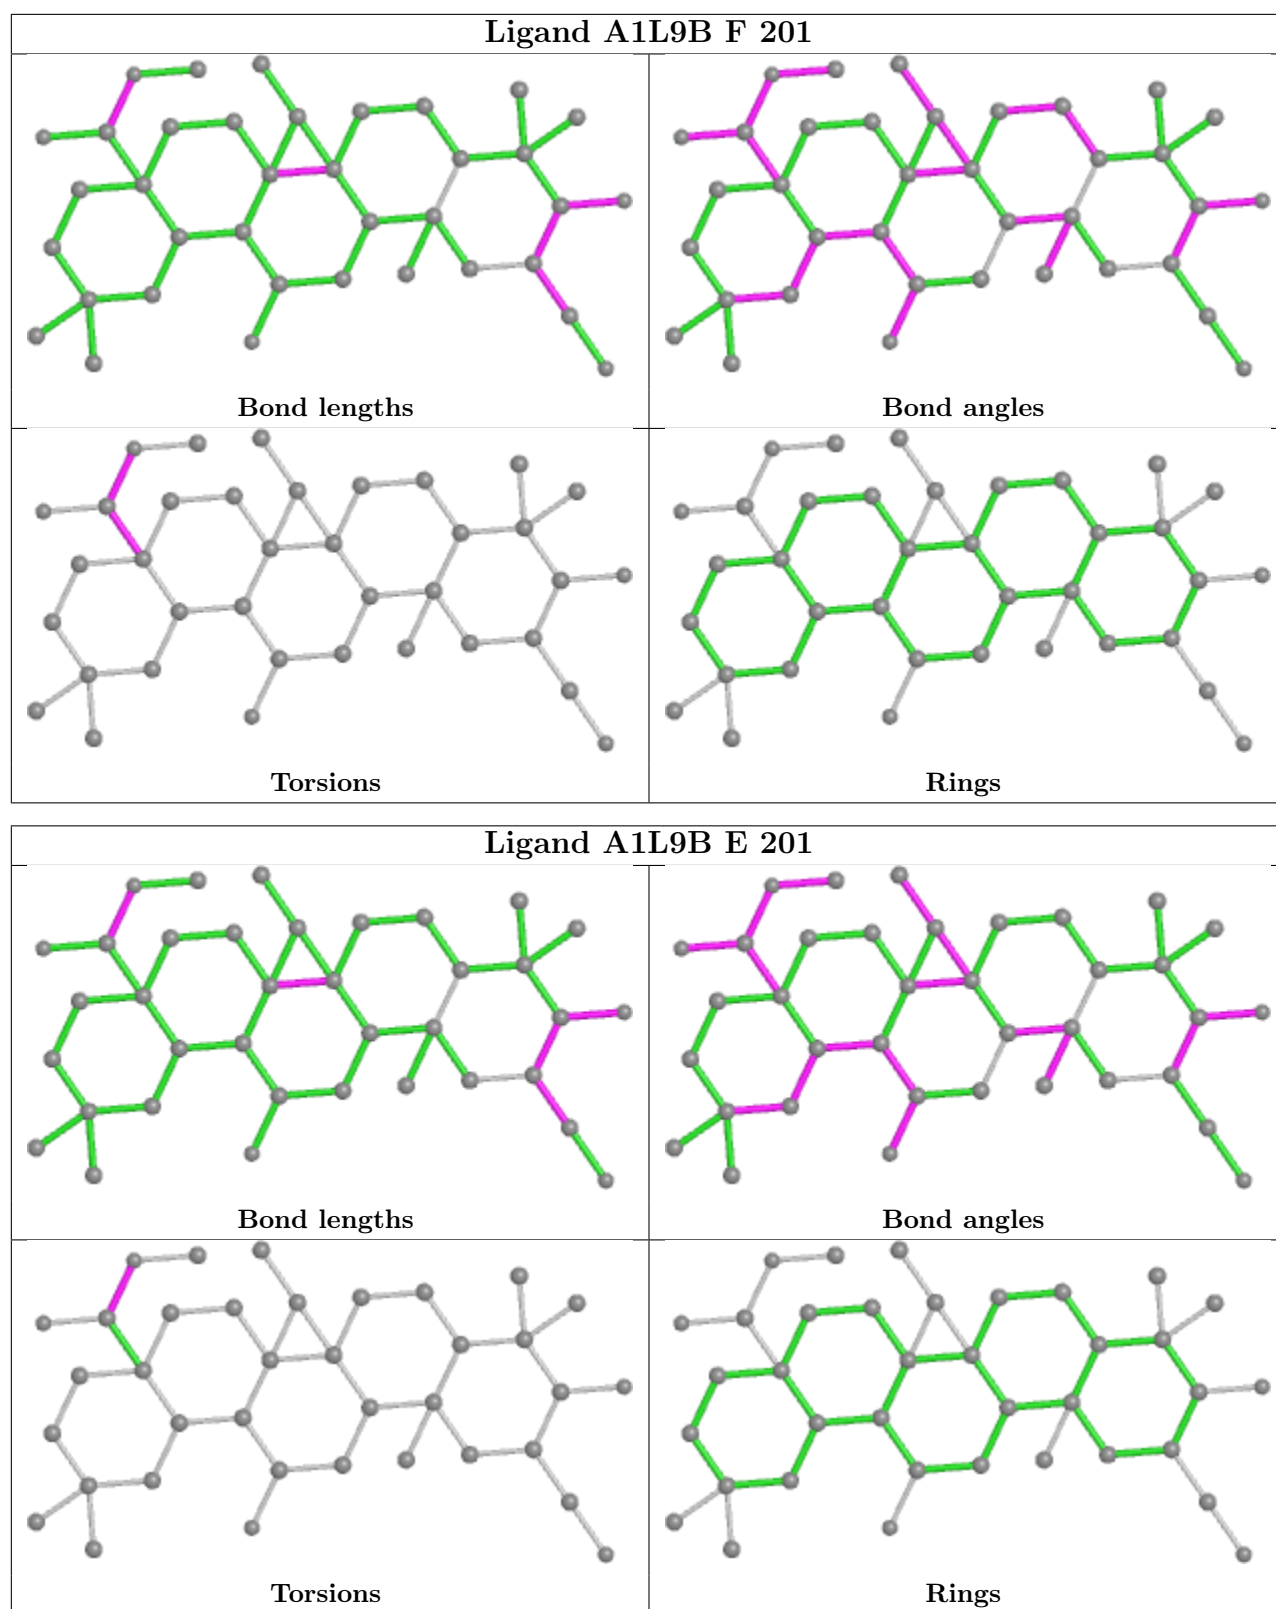 Ligand A1L9B F 201
Bond lengths
Bond angles
Torsions
Rings
Ligand A1L9B E 201
Bond lengths
Bond angles
Torsions
Rings